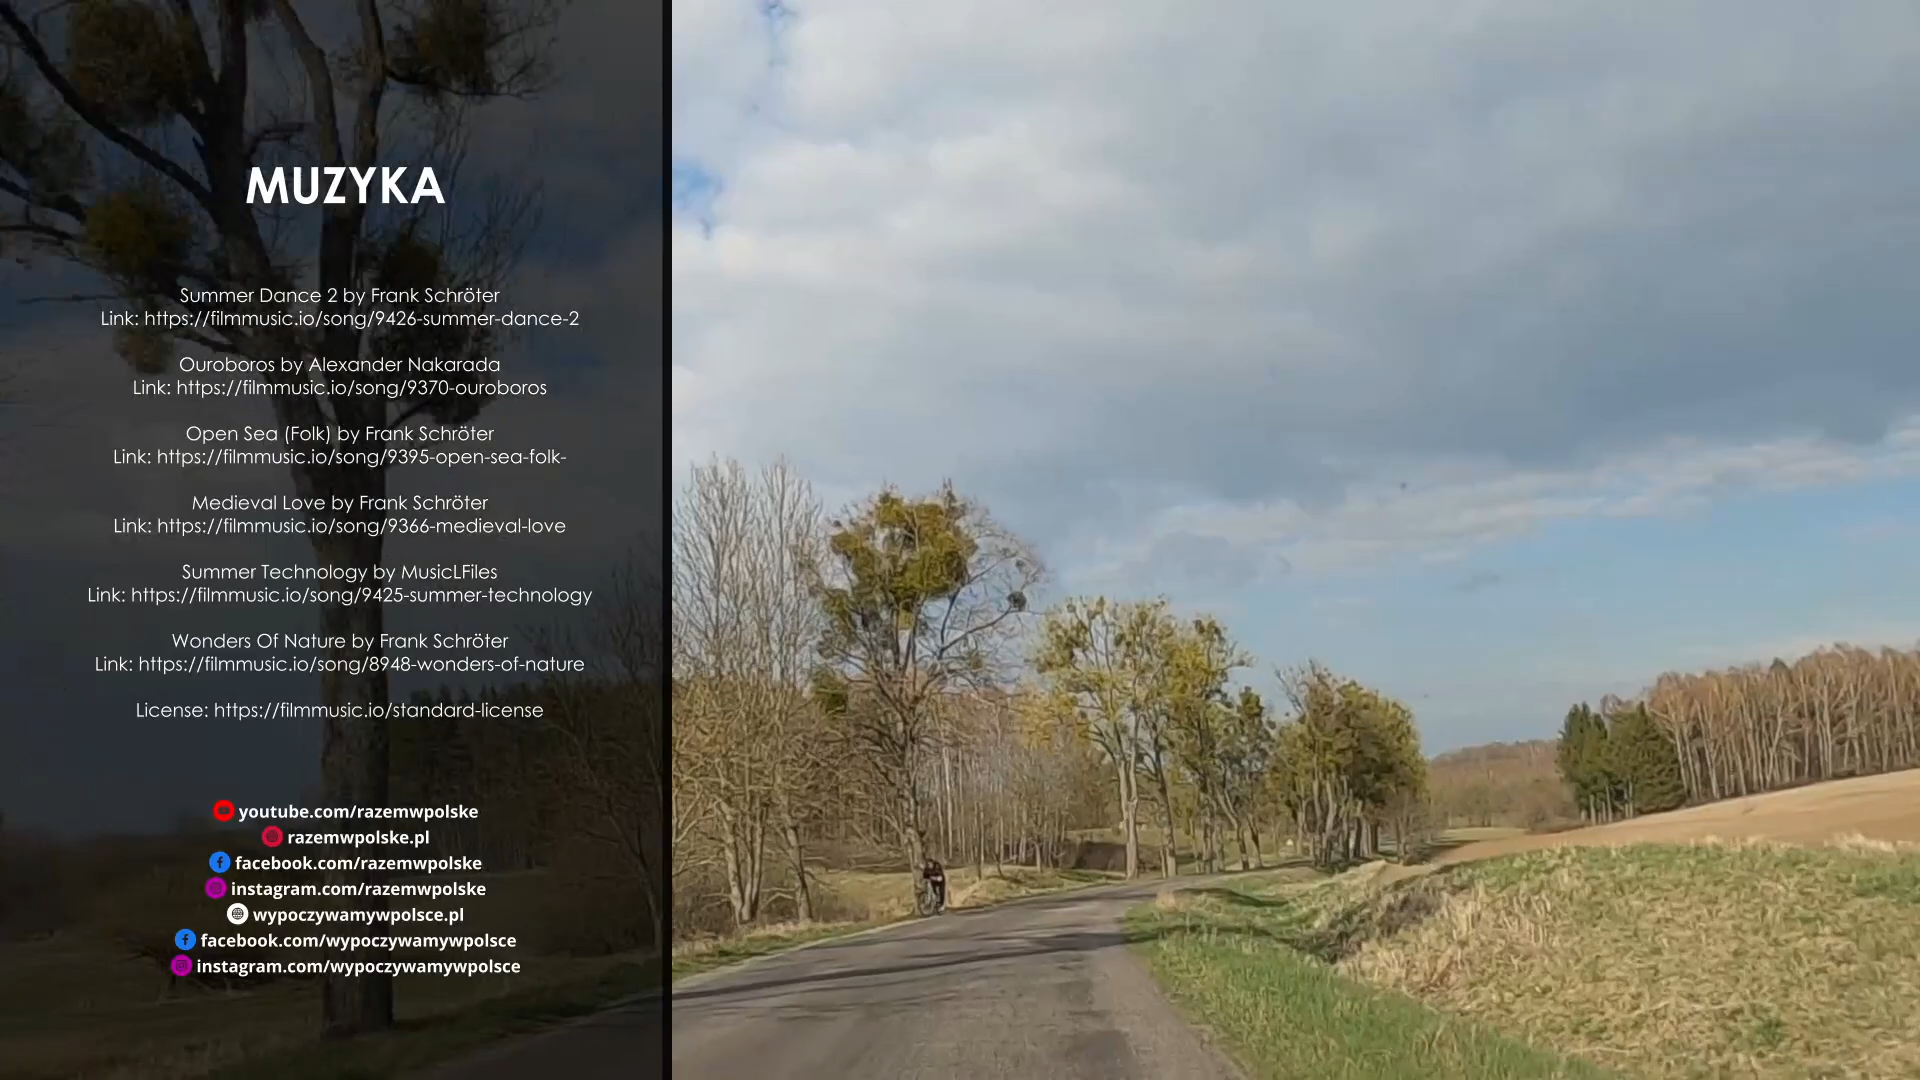 MUZYKA
Summer Dance 2 by Frank Schröter
Link: https://filmmusic.io/song/9426-summer-dance-2
Ouroboros by Alexander Nakarada
Link: https://filmmusic.io/song/9370-ouroboros
Open Sea (Folk) by Frank Schröter
Link: https://filmmusic.io/song/9395-open-sea-folk-
Medieval Love by Frank Schröter
Link: https://filmmusic.io/song/9366-medieval-love
Summer Technology by MusicLFiles
Link: https://filmmusic.io/song/9425-summer-technology
Wonders Of Nature by Frank Schröter
Link: https://filmmusic.io/song/8948-wonders-of-nature
License: https://filmmusic.io/standard-license
youtube.com/razemwpolske
razemwpolske.pl
facebook.com/razemwpolske
instagram.com/razemwpolske
wypoczywamywpolsce.pl
facebook.com/wypoczywamywpolsce
instagram.com/wypoczywamywpolsce